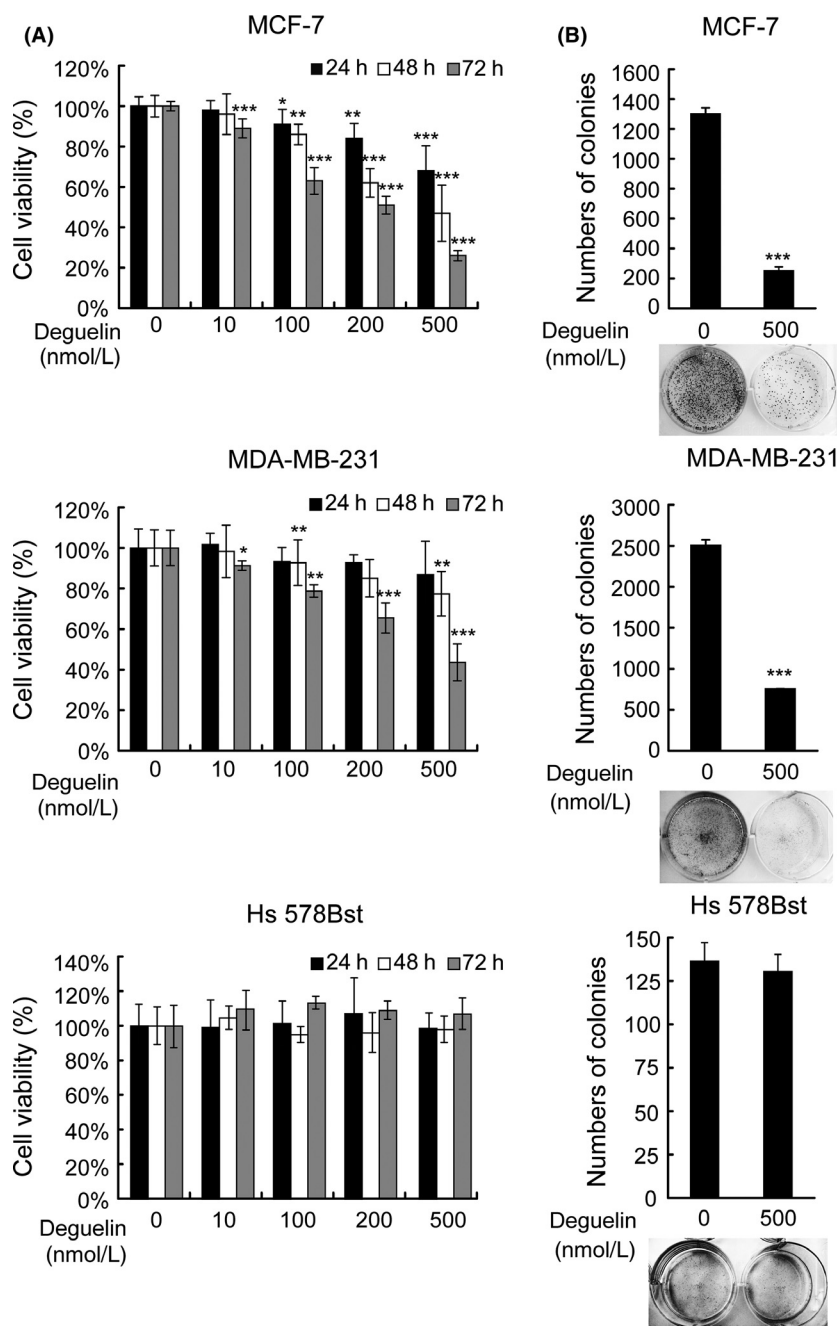 (A)
MCF-7
24 h 48 h 72 h
Cell viability (%)
120%
100%
80%
60%
40%
20%
0%
***
*
**
***
**
***
***
***
***
***
0 10 100 200 500
Deguelin
(nmol/L)
(B)
MCF-7
Numbers of colonies
1600
1400
1200
1000
800
600
400
200
0
***
0 500
Deguelin
(nmol/L)
MDA-MB-231
24 h 48 h 72 h
Cell viability (%)
120%
100%
80%
60%
40%
20%
0%
*
**
**
***
**
***
0 10 100 200 500
Deguelin
(nmol/L)
MDA-MB-231
Numbers of colonies
3000
2500
2000
1500
1000
500
0
***
0 500
Deguelin
(nmol/L)
Hs 578Bst
24 h 48 h 72 h
Cell viability (%)
140%
120%
100%
80%
60%
40%
20%
0%
0 10 100 200 500
Deguelin
(nmol/L)
Hs 578Bst
Numbers of colonies
150
125
100
75
50
25
0
0 500
Deguelin
(nmol/L)